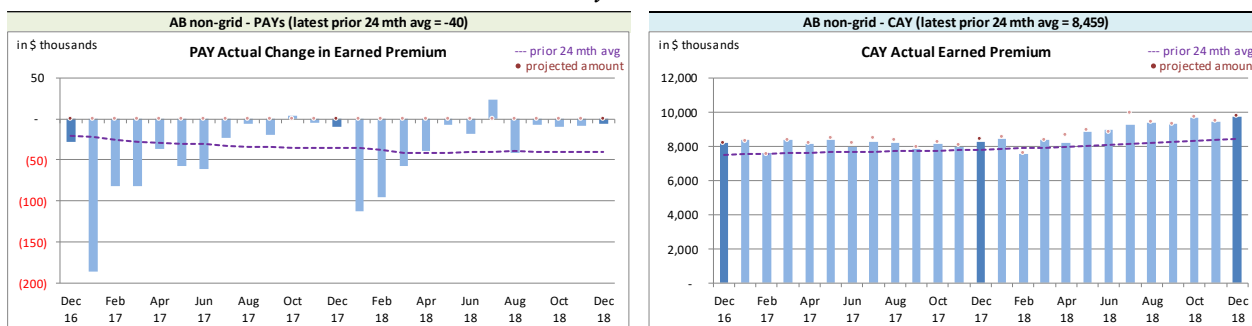 AB non-grid - PAYs (latest prior 24 mth avg = -40)
in $ thousands
PAY Actual Change in Earned Premium
--- prior 24 mth avg
• projected amount
50
-
(50)
(100)
(150)
(200)
Dec Feb Apr Jun Aug Oct Dec Feb Apr Jun Aug Oct Dec
16 17 17 17 17 17 17 18 18 18 18 18 18
AB non-grid - CAY (latest prior 24 mth avg = 8,459)
in $ thousands
CAY Actual Earned Premium
--- prior 24 mth avg
• projected amount
12,000
10,000
8,000
6,000
4,000
2,000
-
Dec Feb Apr Jun Aug Oct Dec Feb Apr Jun Aug Oct Dec
16 17 17 17 17 17 17 18 18 18 18 18 18